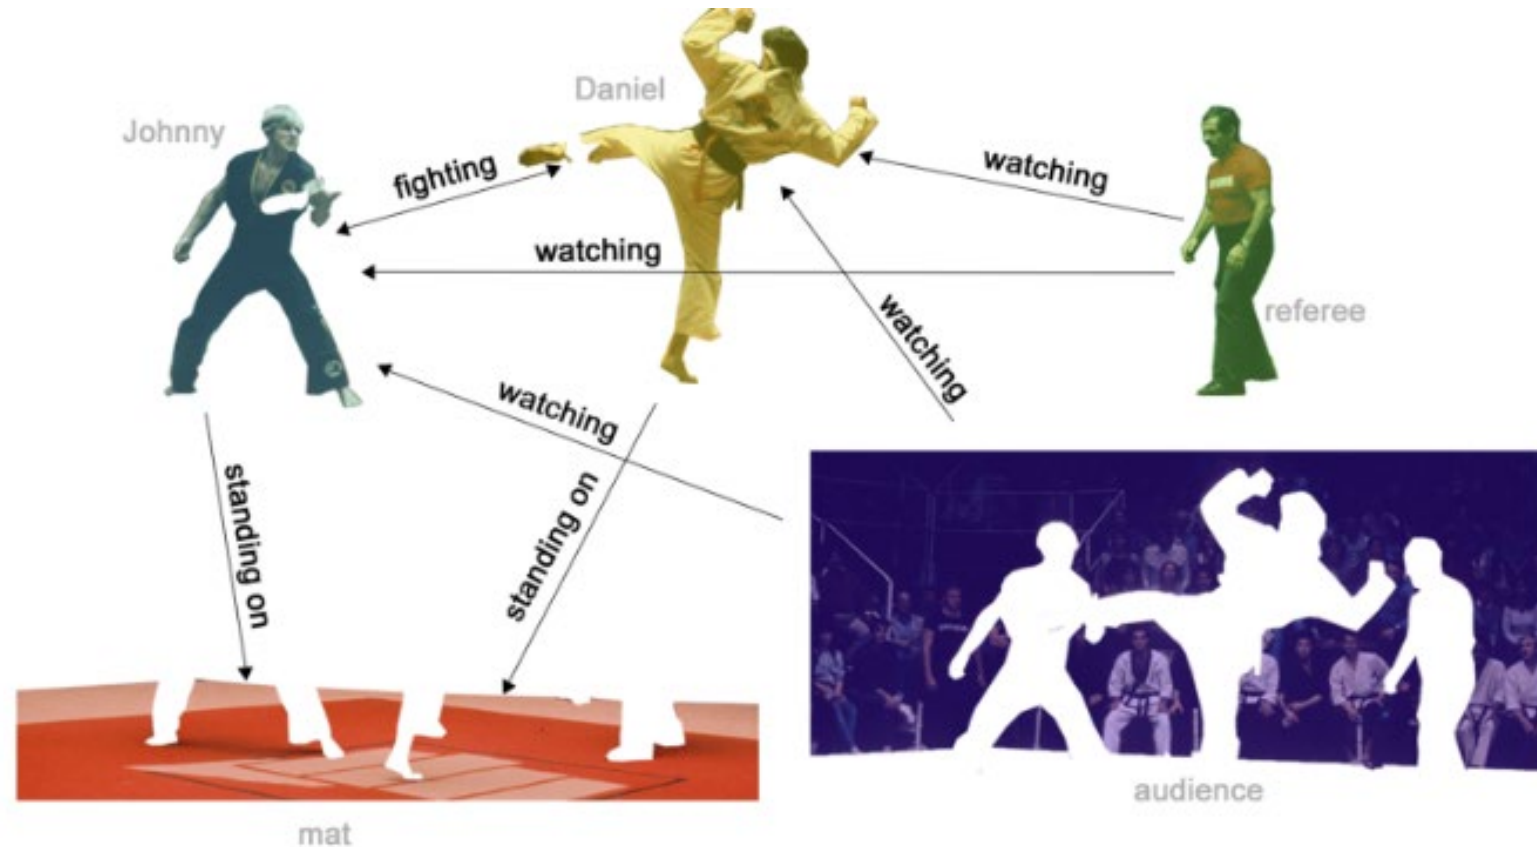 Daniel
Johnny
fighting
watching
watching
referee
watching
watching
standing on
standing on
audience
mat